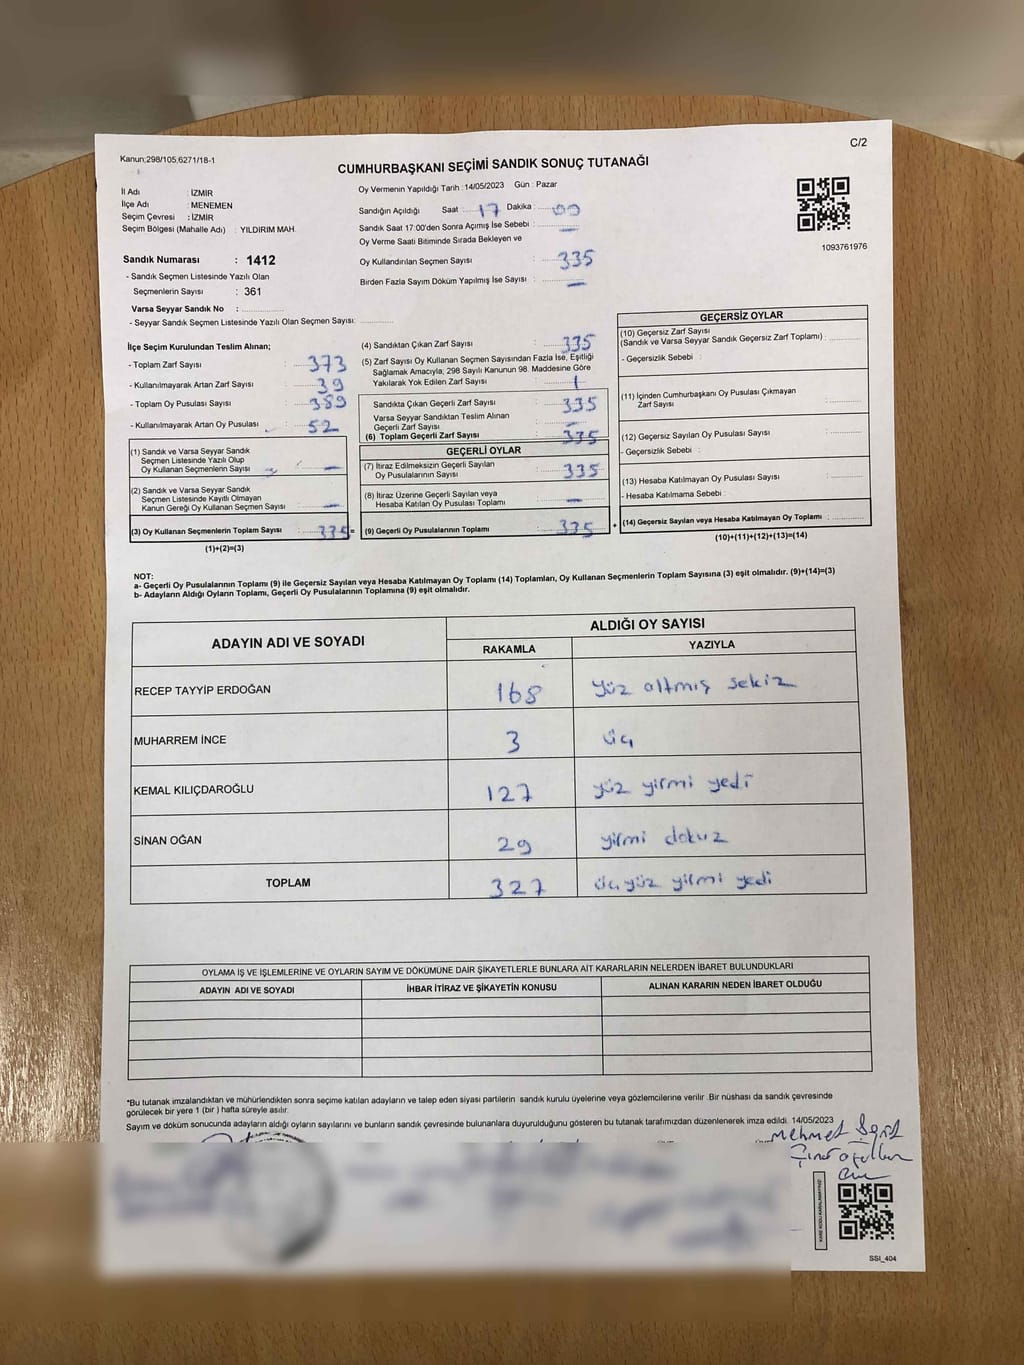 Kanun;298/105,6271/18-1
C/2
CUMHURBAŞKANI SEÇİMİ SANDIK SONUÇ TUTANAĞI
İl Adı : İZMİR
İlçe Adı : MENEMEN
Seçim Çevresi : İZMİR
Seçim Bölgesi (Mahalle Adı) : YILDIRIM MAH.
Sandık Numarası : 1412
- Sandık Seçmen Listesinde Yazılı Olan
Seçmenlerin Sayısı : 361
Varsa Seyyar Sandık No :
- Seyyar Sandık Seçmen Listesinde Yazılı Olan Seçmen Sayısı:
Oy Vermenin Yapıldığı Tarih : 14/05/2023 Gün : Pazar
Sandığın Açıldığı Saat : 17 Dakika : 00
Sandık Saat 17:00'den Sonra Açımış İse Sebebi : —
Oy Verme Saati Bitiminde Sırada Bekleyen ve
Oy Kullandırılan Seçmen Sayısı : 335
Birden Fazla Sayım Döküm Yapılmış İse Sayısı : —
1093761976
İlçe Seçim Kurulundan Teslim Alınan;
- Toplam Zarf Sayısı : 373
- Kullanılmayarak Artan Zarf Sayısı : 39
- Toplam Oy Pusulası Sayısı : 389
- Kullanılmayarak Artan Oy Pusulası : 52
(1) Sandık ve Varsa Seyyar Sandık
Seçmen Listesinde Yazılı Olup
Oy Kullanan Seçmenlerin Sayısı : —
(2) Sandık ve Varsa Seyyar Sandık
Seçmen Listesinde Kayıtlı Olmayan
Kanun Gereği Oy Kullanan Seçmen Sayısı : —
(3) Oy Kullanan Seçmenlerin Toplam Sayısı : 335 =
(1)+(2)=(3)
(4) Sandıktan Çıkan Zarf Sayısı : 335
(5) Zarf Sayısı Oy Kullanan Seçmen Sayısından Fazla İse, Eşitliği
Sağlamak Amacıyla; 298 Sayılı Kanunun 98. Maddesine Göre
Yakılarak Yok Edilen Zarf Sayısı : 1
Sandıkta Çıkan Geçerli Zarf Sayısı : 335
Varsa Seyyar Sandıktan Teslim Alınan
Geçerli Zarf Sayısı : —
(6) Toplam Geçerli Zarf Sayısı : 335
GEÇERLİ OYLAR
(7) İtiraz Edilmeksizin Geçerli Sayılan
Oy Pusulalarının Sayısı : 335
(8) İtiraz Üzerine Geçerli Sayılan veya
Hesaba Katılan Oy Pusulası Toplamı : —
(9) Geçerli Oy Pusulalarının Toplamı : 335 +
GEÇERSİZ OYLAR
(10) Geçersiz Zarf Sayısı
(Sandık ve Varsa Seyyar Sandık Geçersiz Zarf Toplamı) :
- Geçersizlik Sebebi :
(11) İçinden Cumhurbaşkanı Oy Pusulası Çıkmayan
Zarf Sayısı :
(12) Geçersiz Sayılan Oy Pusulası Sayısı :
- Geçersizlik Sebebi :
(13) Hesaba Katılmayan Oy Pusulası Sayısı :
- Hesaba Katılmama Sebebi :
(14) Geçersiz Sayılan veya Hesaba Katılmayan Oy Toplamı :
(10)+(11)+(12)+(13)=(14)
NOT:
a- Geçerli Oy Pusulalarının Toplamı (9) ile Geçersiz Sayılan veya Hesaba Katılmayan Oy Toplamı (14) Toplamları, Oy Kullanan Seçmenlerin Toplam Sayısına (3) eşit olmalıdır. (9)+(14)=(3)
b- Adayların Aldığı Oyların Toplamı, Geçerli Oy Pusulalarının Toplamına (9) eşit olmalıdır.
ADAYIN ADI VE SOYADI ALDIĞI OY SAYISI
RAKAMLA YAZIYLA
RECEP TAYYİP ERDOĞAN 168 yüz altmış sekiz
MUHARREM İNCE 3 üç
KEMAL KILIÇDAROĞLU 127 yüz yirmi yedi
SİNAN OĞAN 29 yirmi dokuz
TOPLAM 327 üçyüz yirmi yedi
OYLAMA İŞ VE İŞLEMLERİNE VE OYLARIN SAYIM VE DÖKÜMÜNE DAİR ŞİKAYETLERLE BUNLARA AİT KARARLARIN NELERDEN İBARET BULUNDUKLARI
ADAYIN ADI VE SOYADI İHBAR İTİRAZ VE ŞİKAYETİN KONUSU ALINAN KARARIN NEDEN İBARET OLDUĞU
*Bu tutanak imzalandıktan ve mühürlendikten sonra seçime katılan adayların ve talep eden siyasi partilerin sandık kurulu üyelerine veya gözlemcilerine verilir .Bir nüshası da sandık çevresinde
görülecek bir yere 1 (bir ) hafta süreyle asılır.
Sayım ve döküm sonucunda adayların aldığı oyların sayılarını ve bunların sandık çevresinde bulunanlara duyurulduğunu gösteren bu tutanak tarafımızdan düzenlenerek imza edildi. 14/05/2023
Mehmet
KARE KODU KARALAMAYINIZ!
SSI_404